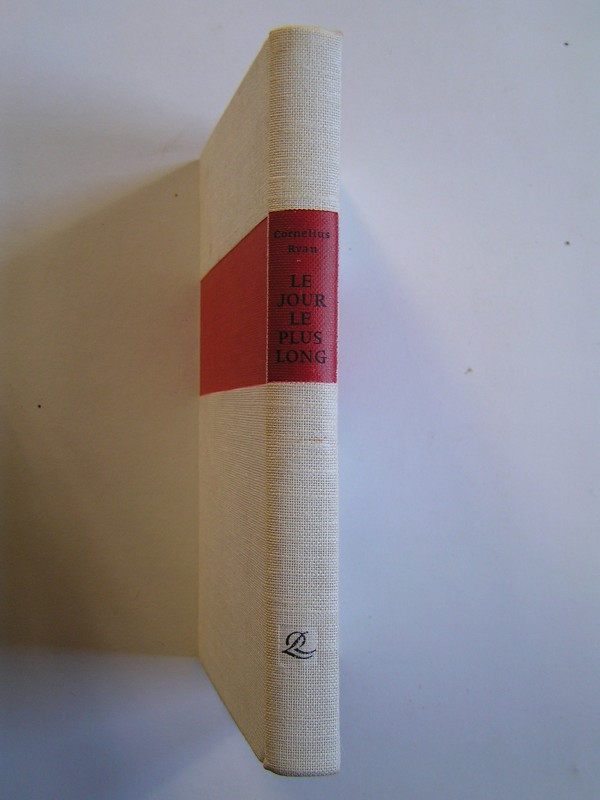 Cornelius
Ryan
LE
JOUR
LE
PLUS
LONG